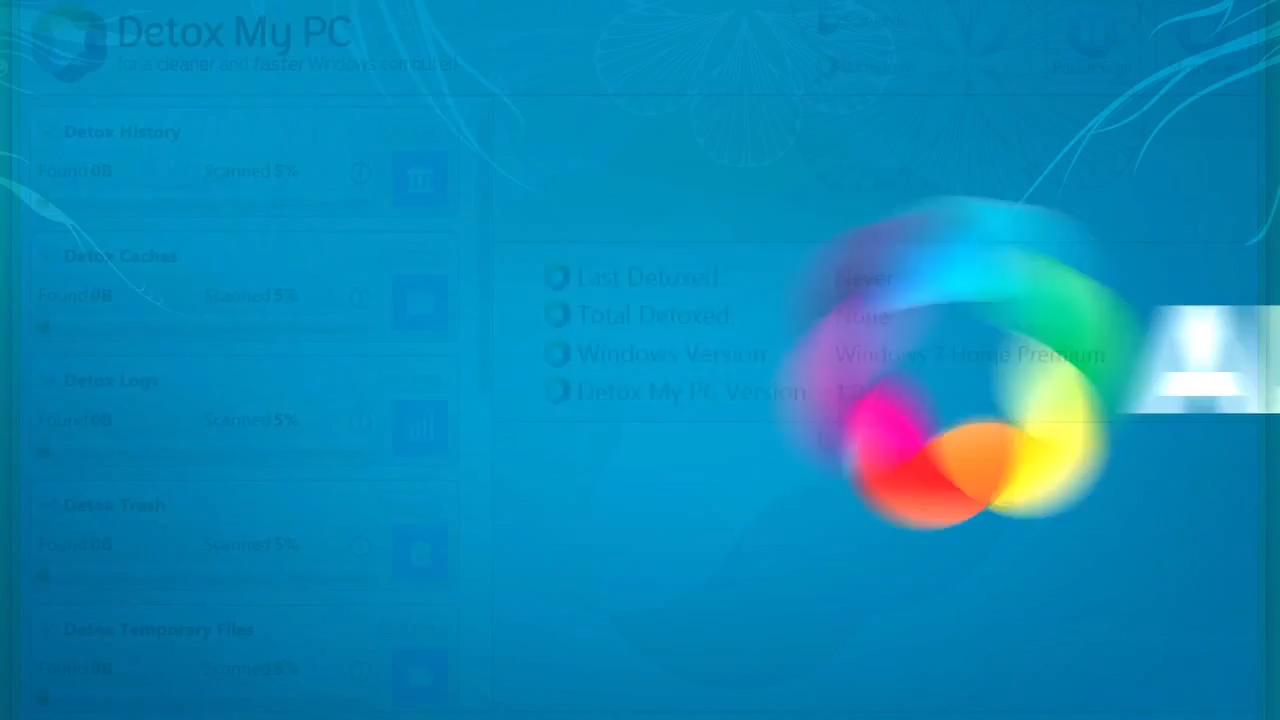 Detox My PC
for a cleaner and faster Windows computer!
Detox History
Found 0B Scanned 5%
Detox Caches
Found 0B Scanned 5%
Detox Logs
Found 0B Scanned 5%
Detox Trash
Found 0B Scanned 5%
Detox Temporary Files
Found 0B Scanned 5%
Last Detoxed Never
Total Detoxed None
Windows Version Windows 7 Home Premium
Detox My PC Version